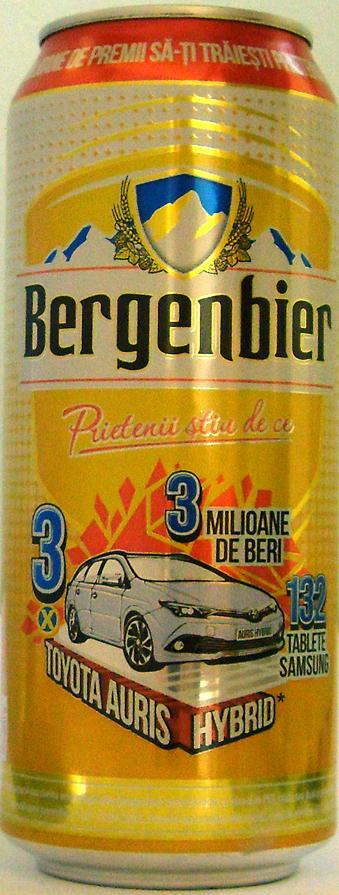 DE PREMII SĂ-ȚI TRĂIEȘTI
Bergenbier
Prietenii știu de ce
3
MILIOANE
DE BERI
3
X
132
TABLETE
SAMSUNG
AURIS HYBRID
TOYOTA AURIS HYBRID*